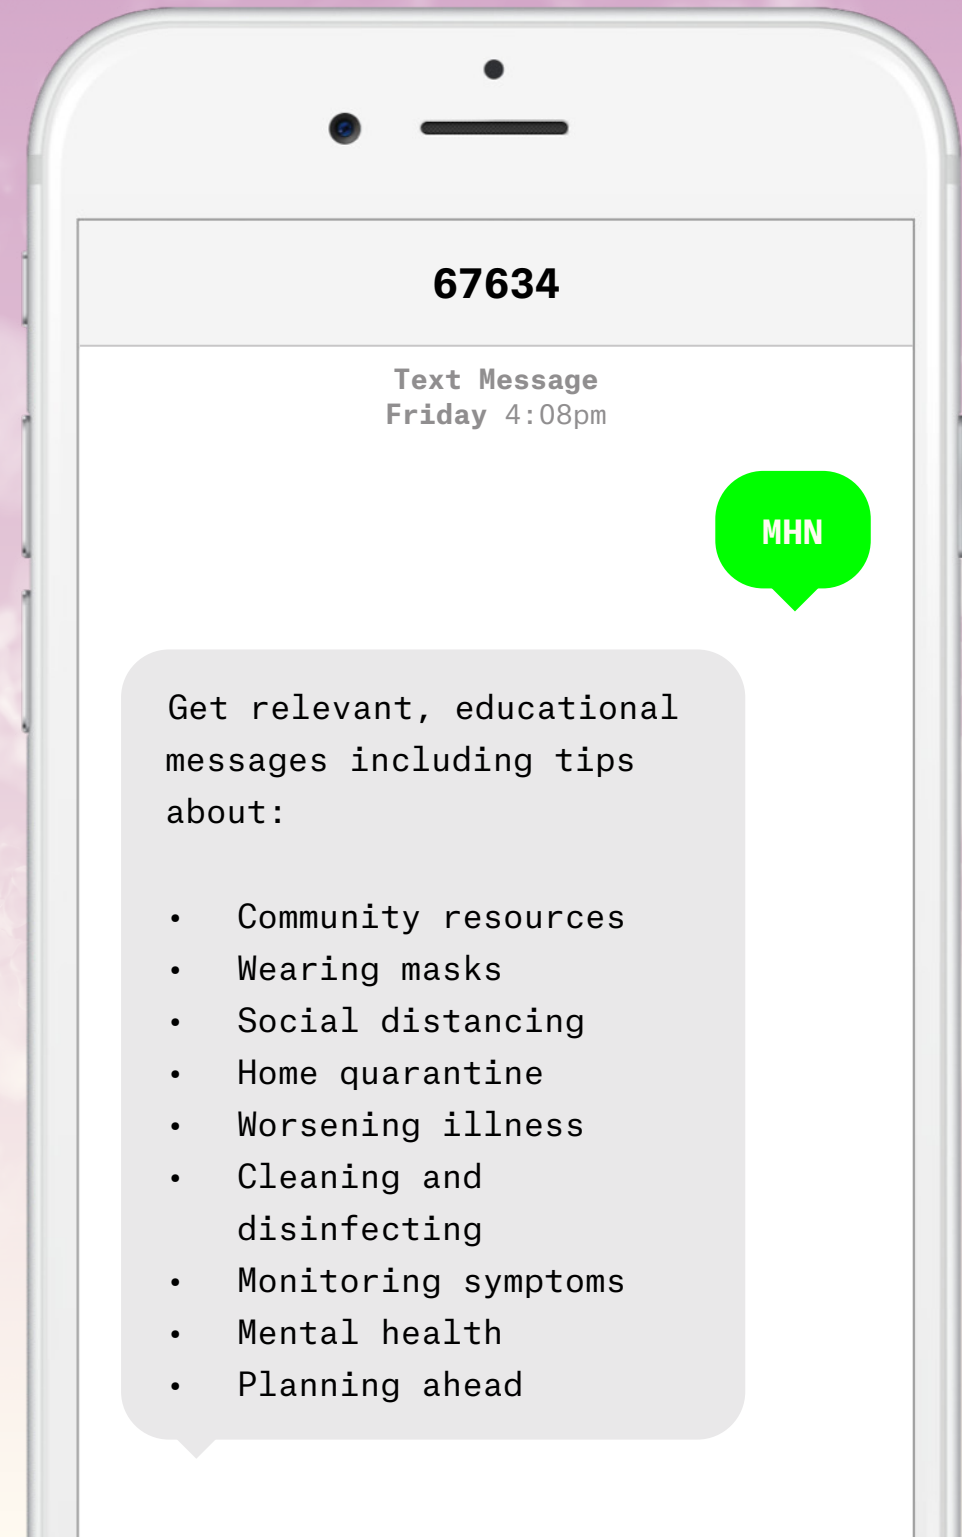 67634
Text Message
Friday 4:08pm
MHN
Get relevant, educational
messages including tips
about:
• Community resources
• Wearing masks
• Social distancing
• Home quarantine
• Worsening illness
• Cleaning and
disinfecting
• Monitoring symptoms
• Mental health
• Planning ahead